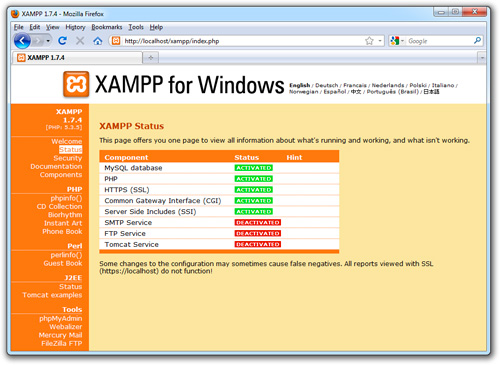 XAMPP 1.7.4 - Mozilla Firefox
File Edit View History Bookmarks Tools Help
http://localhost/xampp/index.php
Google
XAMPP 1.7.4
XAMPP for Windows
English / Deutsch / Francais / Nederlands / Polski / Italiano /
Norwegian / Español / 中文 / Português (Brasil) / 日本語
XAMPP
1.7.4
[PHP: 5.3.5]
Welcome
Status
Security
Documentation
Components
PHP
phpinfo()
CD Collection
Biorhythm
Instant Art
Phone Book
Perl
perlinfo()
Guest Book
J2EE
Status
Tomcat examples
Tools
phpMyAdmin
Webalizer
Mercury Mail
FileZilla FTP
XAMPP Status
This page offers you one page to view all information about what's running and working, and what isn't working.
Component Status Hint
MySQL database ACTIVATED
PHP ACTIVATED
HTTPS (SSL) ACTIVATED
Common Gateway Interface (CGI) ACTIVATED
Server Side Includes (SSI) ACTIVATED
SMTP Service DEACTIVATED
FTP Service DEACTIVATED
Tomcat Service DEACTIVATED
Some changes to the configuration may sometimes cause false negatives. All reports viewed with SSL
(https://localhost) do not function!